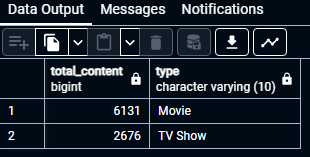 Data Output Messages Notifications
total_content type
bigint character varying (10)
1 6131 Movie
2 2676 TV Show